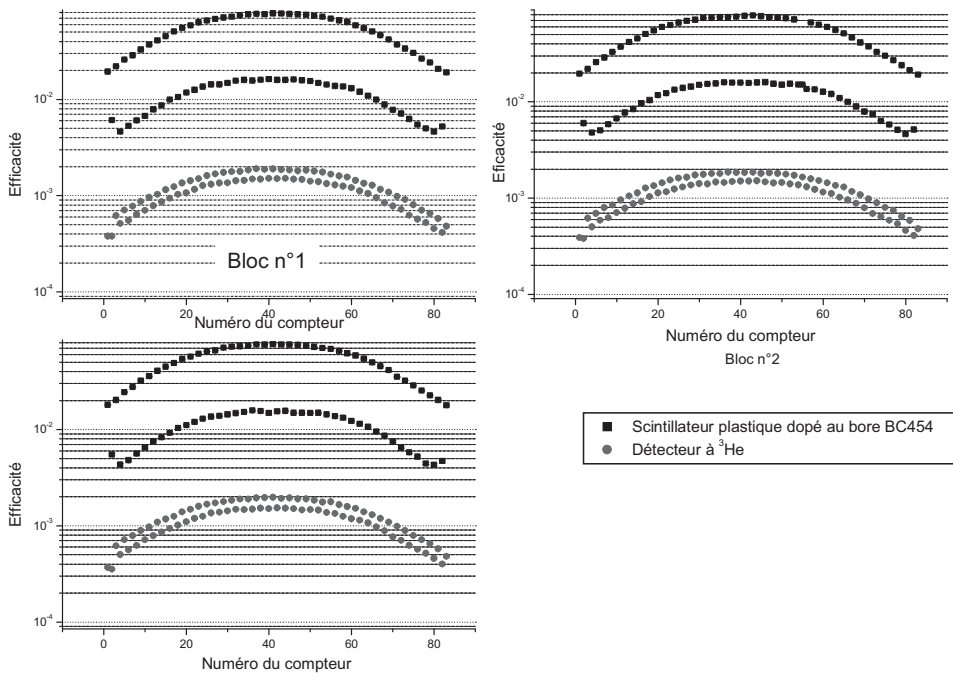 Efficacité
10⁻²
10⁻³
10⁻⁴
Bloc n°1
0 20 40 60 80
Numéro du compteur
Eficacité
10⁻²
10⁻³
10⁻⁴
0 20 40 60 80
Numéro du compteur
Bloc n°2
Efficacité
10⁻²
10⁻³
10⁻⁴
0 20 40 60 80
Numéro du compteur
Scintillateur plastique dopé au bore BC454
Détecteur à ³He